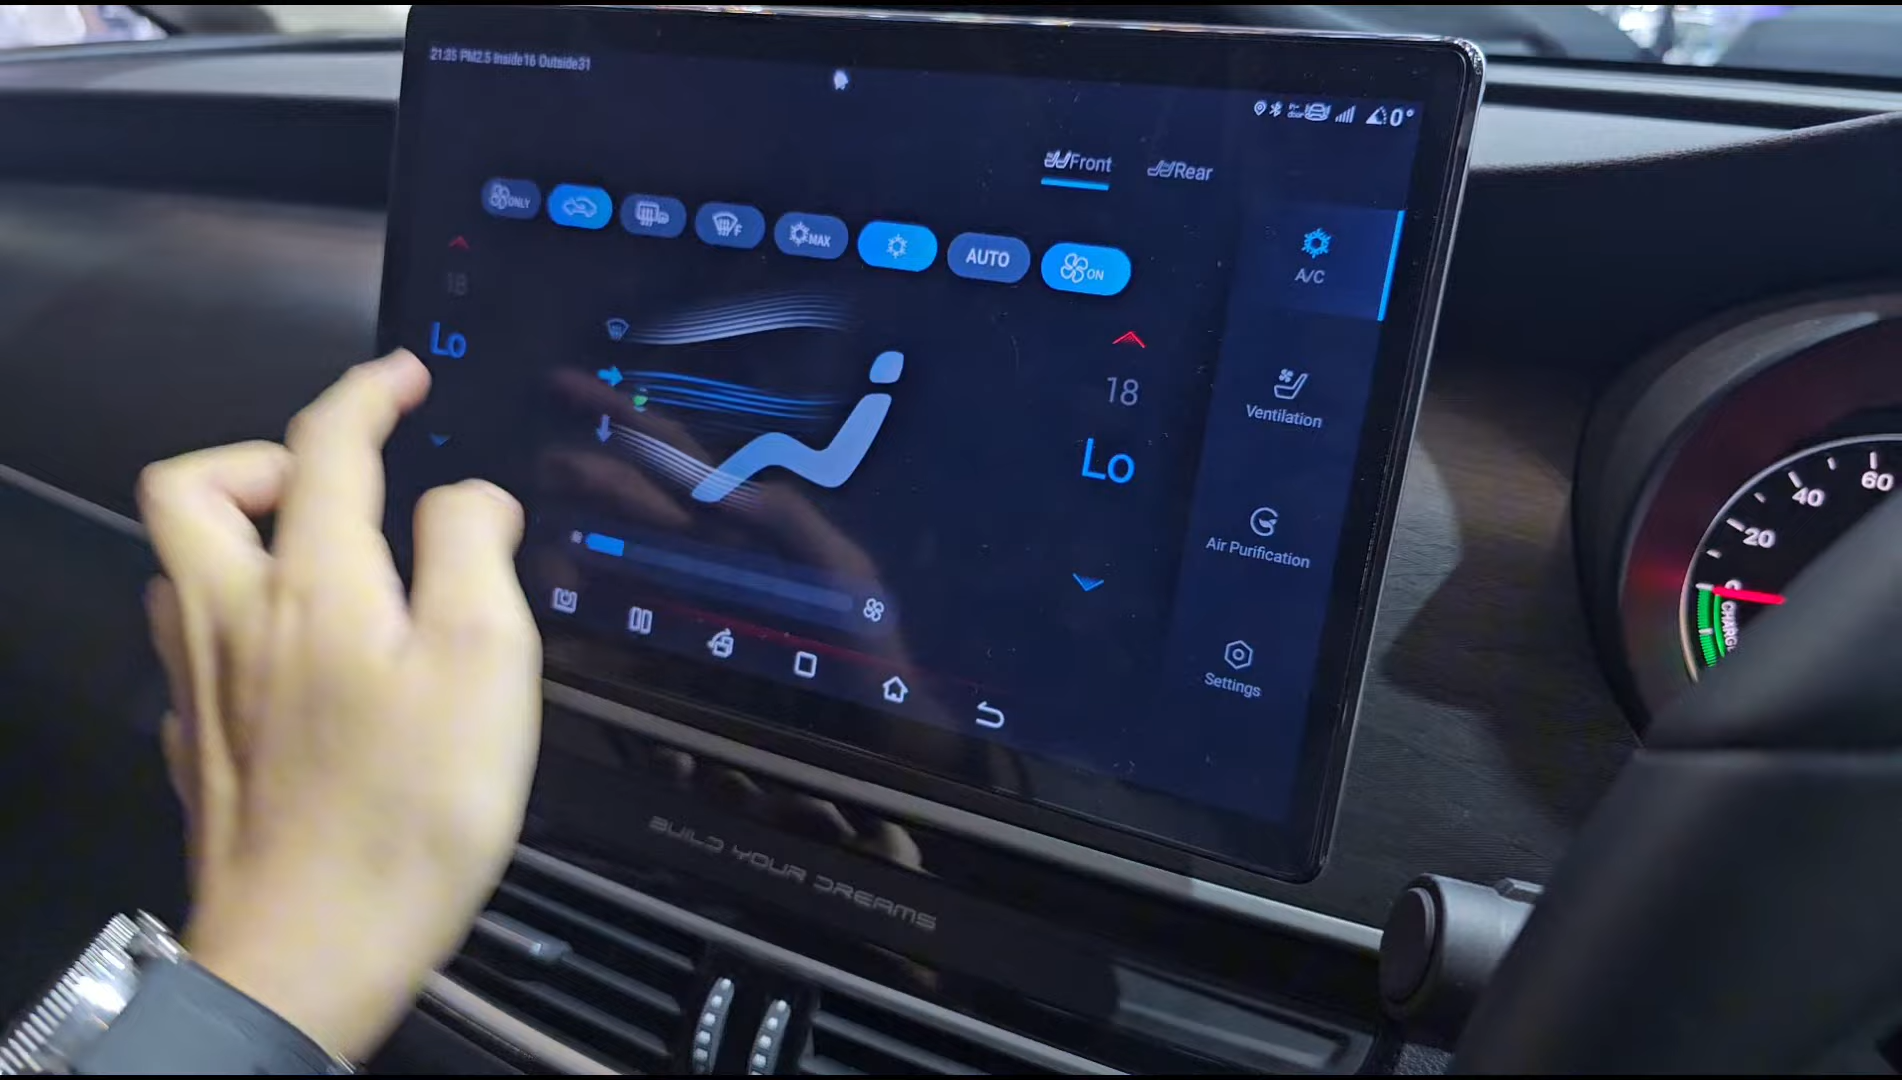 21:35 PM2.5 Inside16 Outside31
0°
Front
Rear
ONLY
F
MAX
AUTO
ON
18
Lo
18
Lo
A/C
Ventilation
Air Purification
Settings
BUILD YOUR DREAMS
60
40
20
0